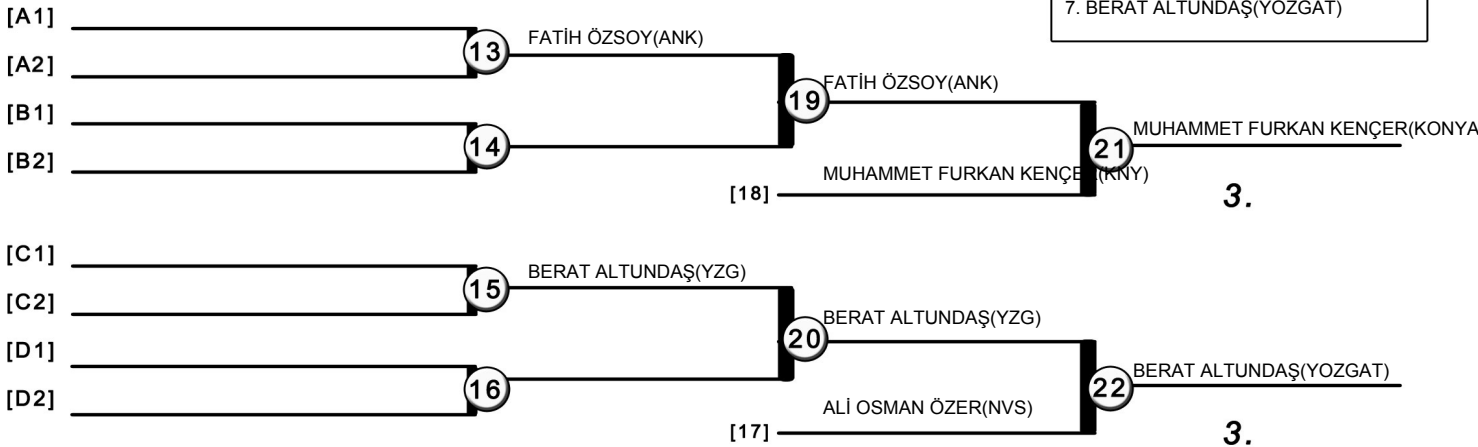 7. BERAT ALTUNDAŞ(YOZGAT)
[A1]
13
FATİH ÖZSOY(ANK)
[A2]
19
FATİH ÖZSOY(ANK)
[B1]
14
21
MUHAMMET FURKAN KENÇER(KONYA
[B2]
[18]
MUHAMMET FURKAN KENÇER(KNY)
3.
[C1]
15
BERAT ALTUNDAŞ(YZG)
[C2]
20
BERAT ALTUNDAŞ(YZG)
[D1]
16
22
BERAT ALTUNDAŞ(YOZGAT)
[D2]
[17]
ALİ OSMAN ÖZER(NVS)
3.